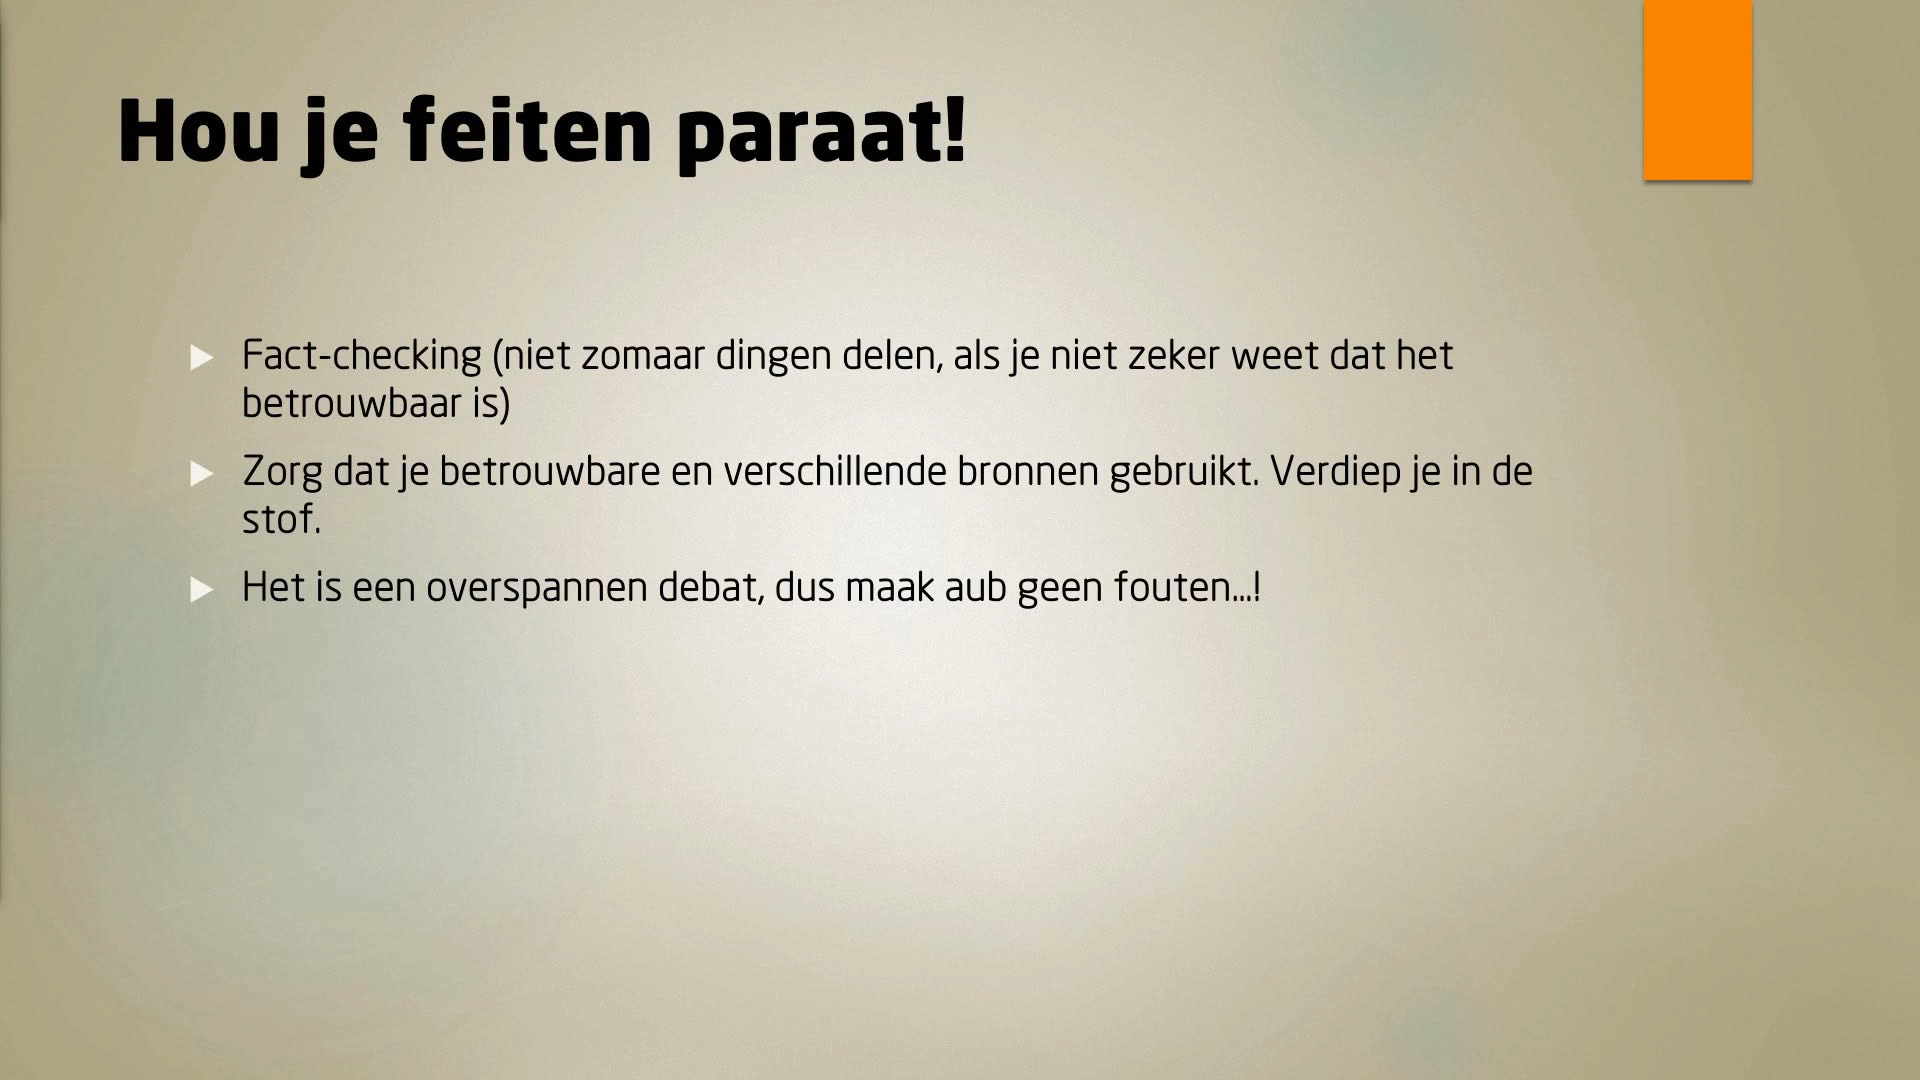 Hou je feiten paraat!
Fact-checking (niet zomaar dingen delen, als je niet zeker weet dat het
betrouwbaar is)
Zorg dat je betrouwbare en verschillende bronnen gebruikt. Verdiep je in de
stof.
Het is een overspannen debat, dus maak aub geen fouten...!